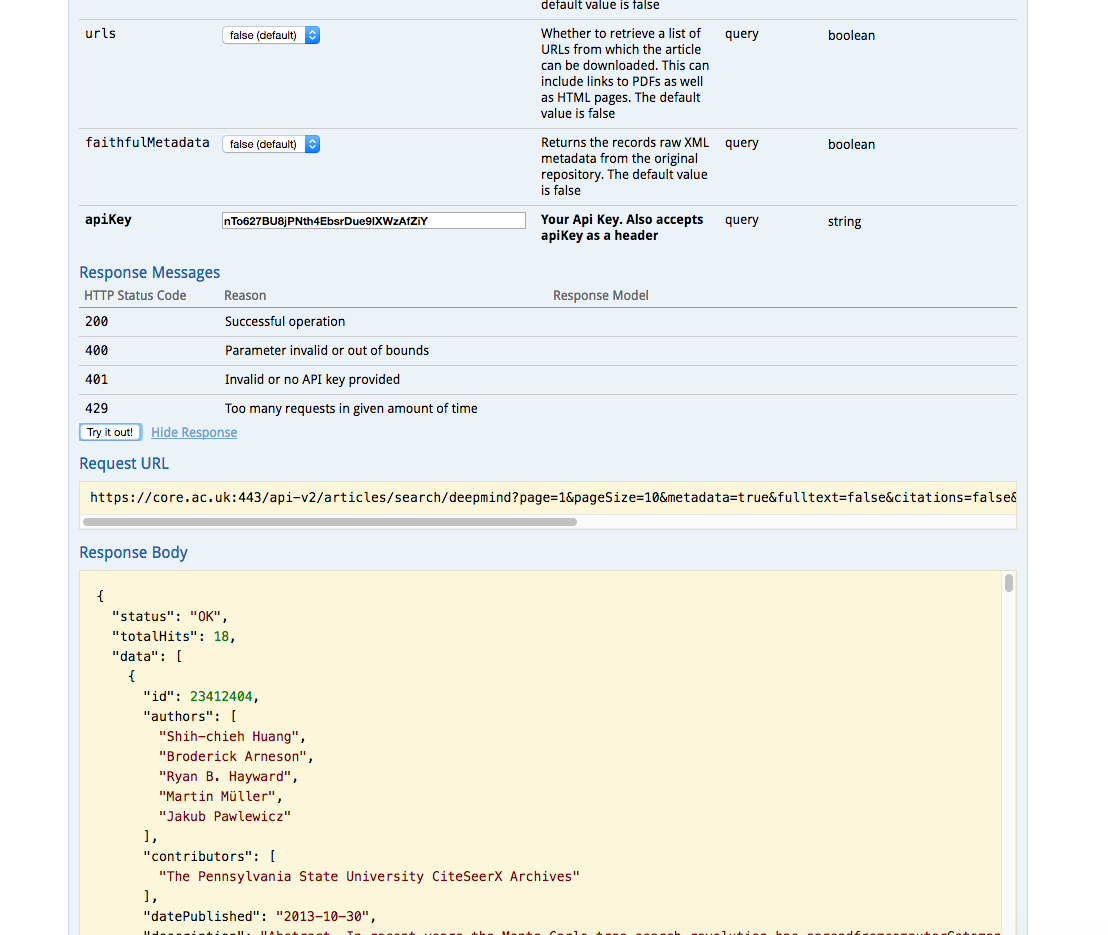 default value is false
urls
false (default)
Whether to retrieve a list of
URLs from which the article
can be downloaded. This can
include links to PDFs as well
as HTML pages. The default
value is false
query
boolean
faithfulMetadata
false (default)
Returns the records raw XML
metadata from the original
repository. The default value
is false
query
boolean
apiKey
nTo627BU8jPNth4EbsrDue9lXWzAfZiY
Your Api Key. Also accepts
apiKey as a header
query
string
Response Messages
HTTP Status Code Reason Response Model
200 Successful operation
400 Parameter invalid or out of bounds
401 Invalid or no API key provided
429 Too many requests in given amount of time
Try it out! Hide Response
Request URL
https://core.ac.uk:443/api-v2/articles/search/deepmind?page=1&pageSize=10&metadata=true&fulltext=false&citations=false&
Response Body
{
"status": "OK",
"totalHits": 18,
"data": [
{
"id": 23412404,
"authors": [
"Shih-chieh Huang",
"Broderick Arneson",
"Ryan B. Hayward",
"Martin Müller",
"Jakub Pawlewicz"
],
"contributors": [
"The Pennsylvania State University CiteSeerX Archives"
],
"datePublished": "2013-10-30",